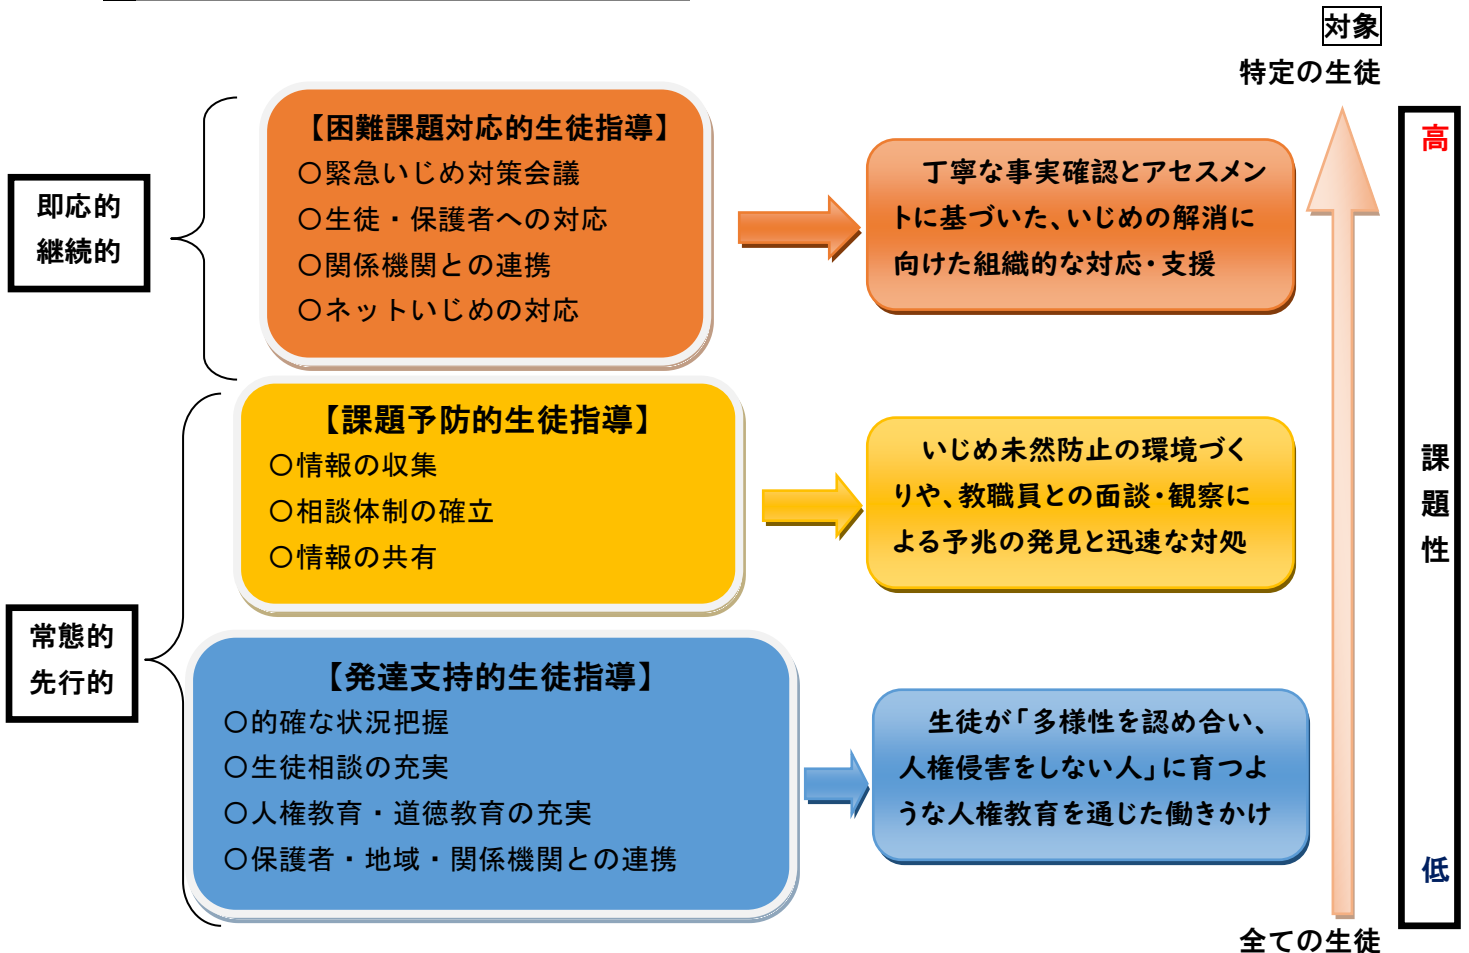 対象
特定の生徒
【困難課題対応的生徒指導】
〇緊急いじめ対策会議
〇生徒・保護者への対応
〇関係機関との連携
〇ネットいじめの対応
即応的
継続的
丁寧な事実確認とアセスメン
トに基づいた、いじめの解消に
向けた組織的な対応・支援
高
【課題予防的生徒指導】
〇情報の収集
〇相談体制の確立
〇情報の共有
いじめ未然防止の環境づく
りや、教職員との面談・観察に
よる予兆の発見と迅速な対処
課題性
常態的
先行的
【発達支持的生徒指導】
〇的確な状況把握
〇生徒相談の充実
〇人権教育・道徳教育の充実
〇保護者・地域・関係機関との連携
生徒が「多様性を認め合い、
人権侵害をしない人」に育つよ
うな人権教育を通じた働きかけ
低
全ての生徒